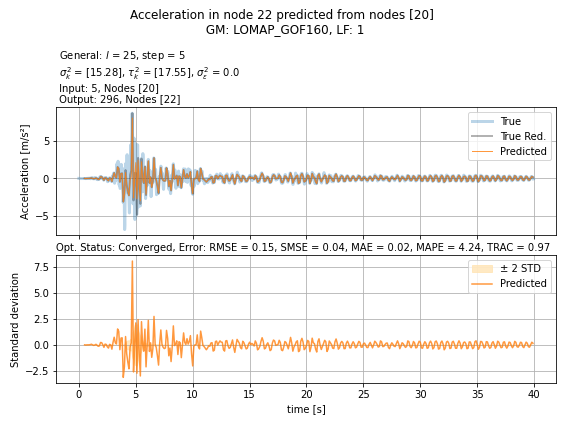 Acceleration in node 22 predicted from nodes [20]
GM: LOMAP_GOF160, LF: 1
General: l = 25, step = 5
σ²ₖ = [15.28], τ²ₖ = [17.55], σ²ε = 0.0
Input: 5, Nodes [20]
Output: 296, Nodes [22]
Acceleration [m/s²]
5
0
−5
True
True Red.
Predicted
Opt. Status: Converged, Error: RMSE = 0.15, SMSE = 0.04, MAE = 0.02, MAPE = 4.24, TRAC = 0.97
Standard deviation
7.5
5.0
2.5
0.0
−2.5
± 2 STD
Predicted
0 5 10 15 20 25 30 35 40
time [s]